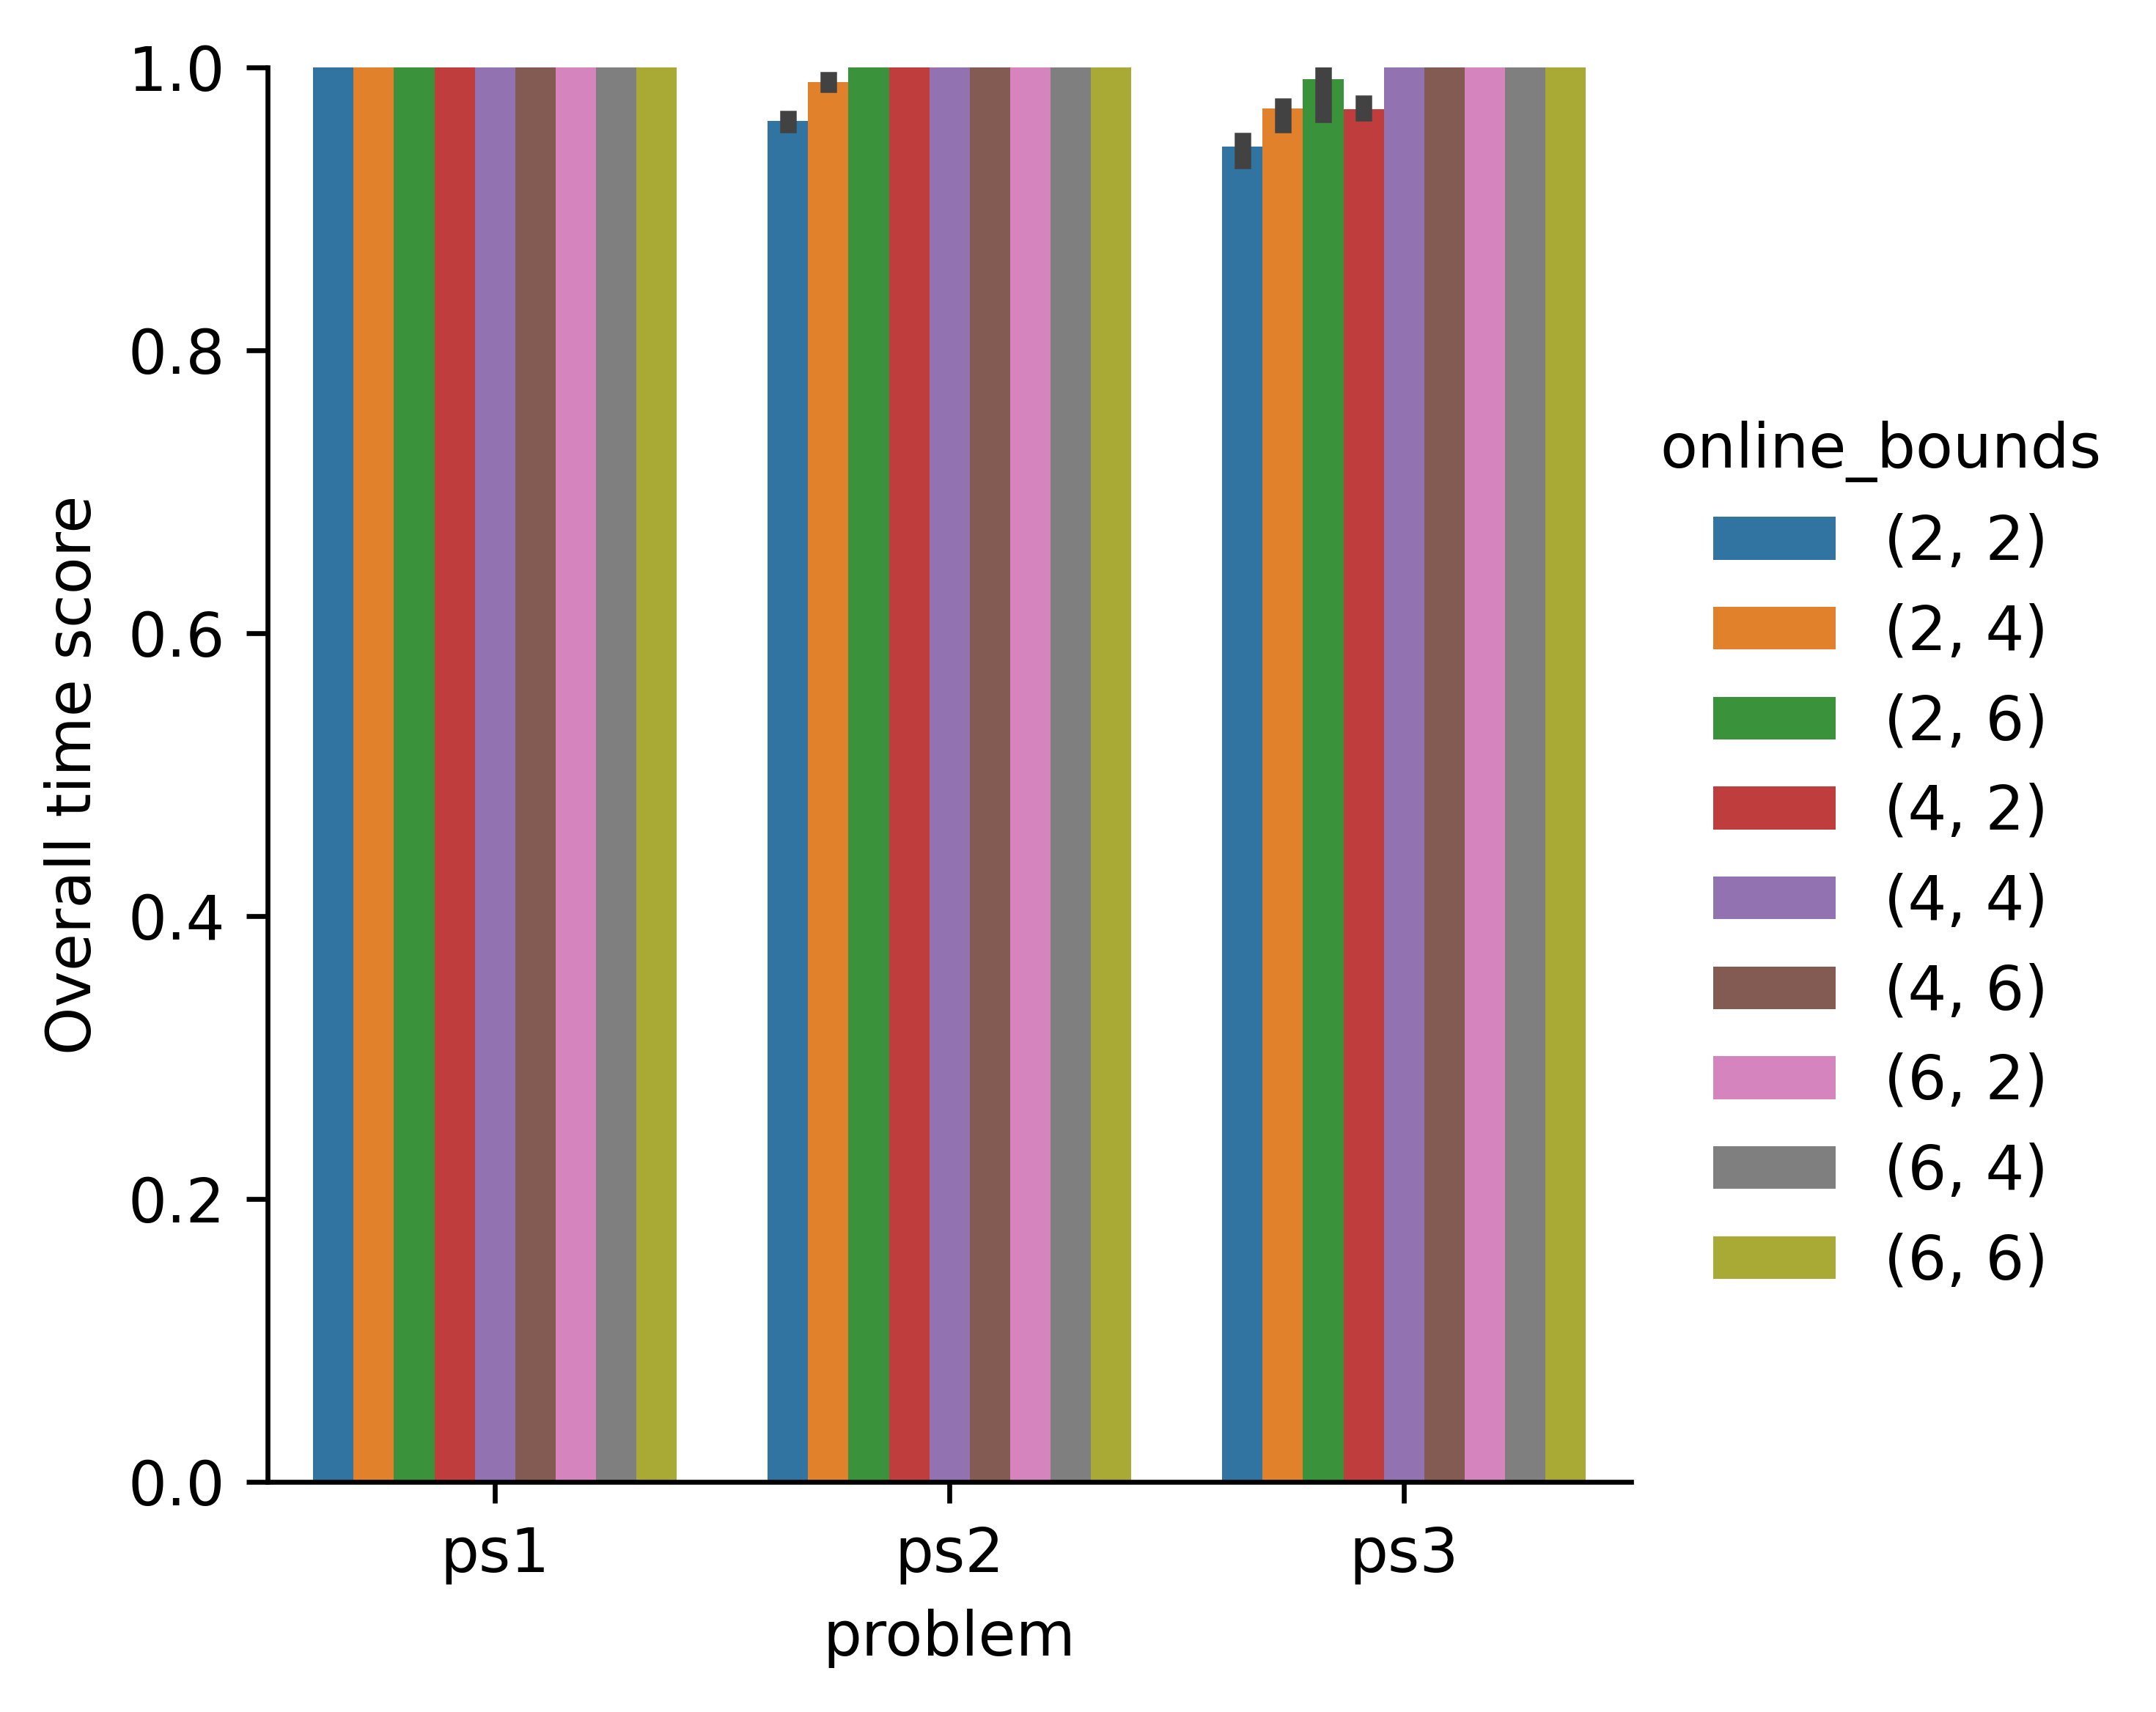 1.0
0.8
0.6
0.4
0.2
0.0
Overall time score
ps1
ps2
ps3
problem
online_bounds
(2, 2)
(2, 4)
(2, 6)
(4, 2)
(4, 4)
(4, 6)
(6, 2)
(6, 4)
(6, 6)